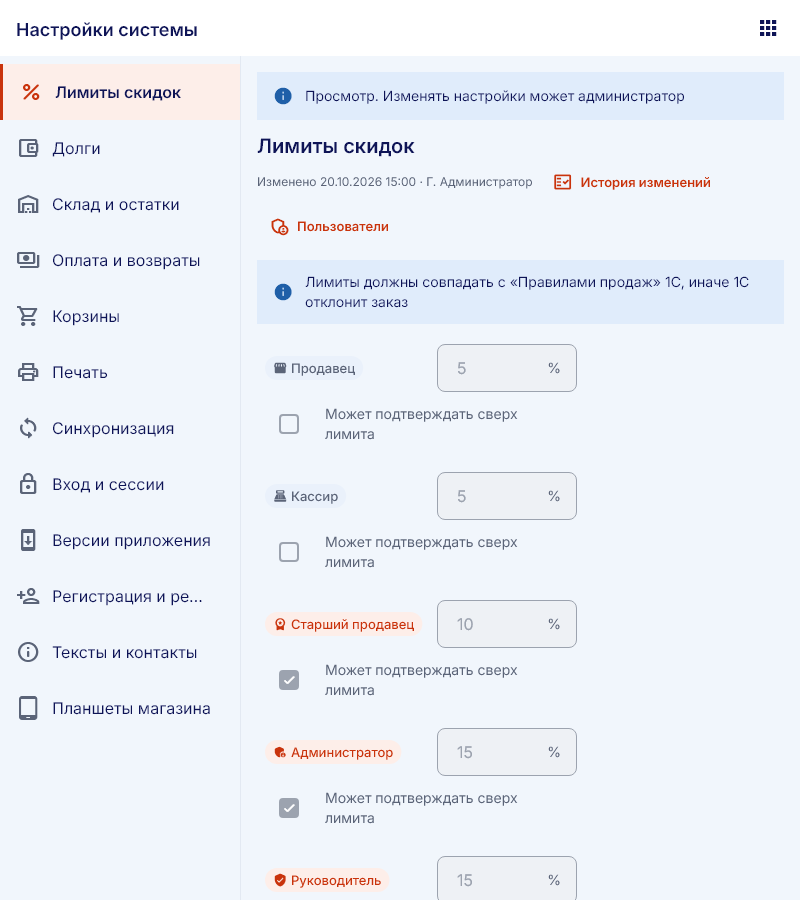 Настройки системы
Лимиты скидок
Долги
Склад и остатки
Оплата и возвраты
Корзины
Печать
Синхронизация
Вход и сессии
Версии приложения
Регистрация и ре...
Тексты и контакты
Планшеты магазина
Просмотр. Изменять настройки может администратор
Лимиты скидок
Изменено 20.10.2026 15:00 · Г. Администратор
История изменений
Пользователи
Лимиты должны совпадать с «Правилами продаж» 1С, иначе 1С
отклонит заказ
Продавец 5 %
Может подтверждать сверх
лимита
Кассир 5 %
Может подтверждать сверх
лимита
Старший продавец 10 %
Может подтверждать сверх
лимита
Администратор 15 %
Может подтверждать сверх
лимита
Руководитель 15 %